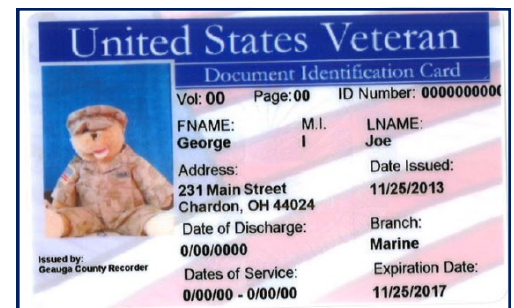 United States Veteran
Document Identification Card
Vol: 00 Page: 00 ID Number: 0000000000
FNAME: M.I. LNAME:
George I Joe
Address: Date Issued:
231 Main Street 11/25/2013
Chardon, OH 44024
Date of Discharge: Branch:
0/00/0000 Marine
Issued by:
Geauga County Recorder
Dates of Service: Expiration Date:
0/00/00 - 0/00/00 11/25/2017